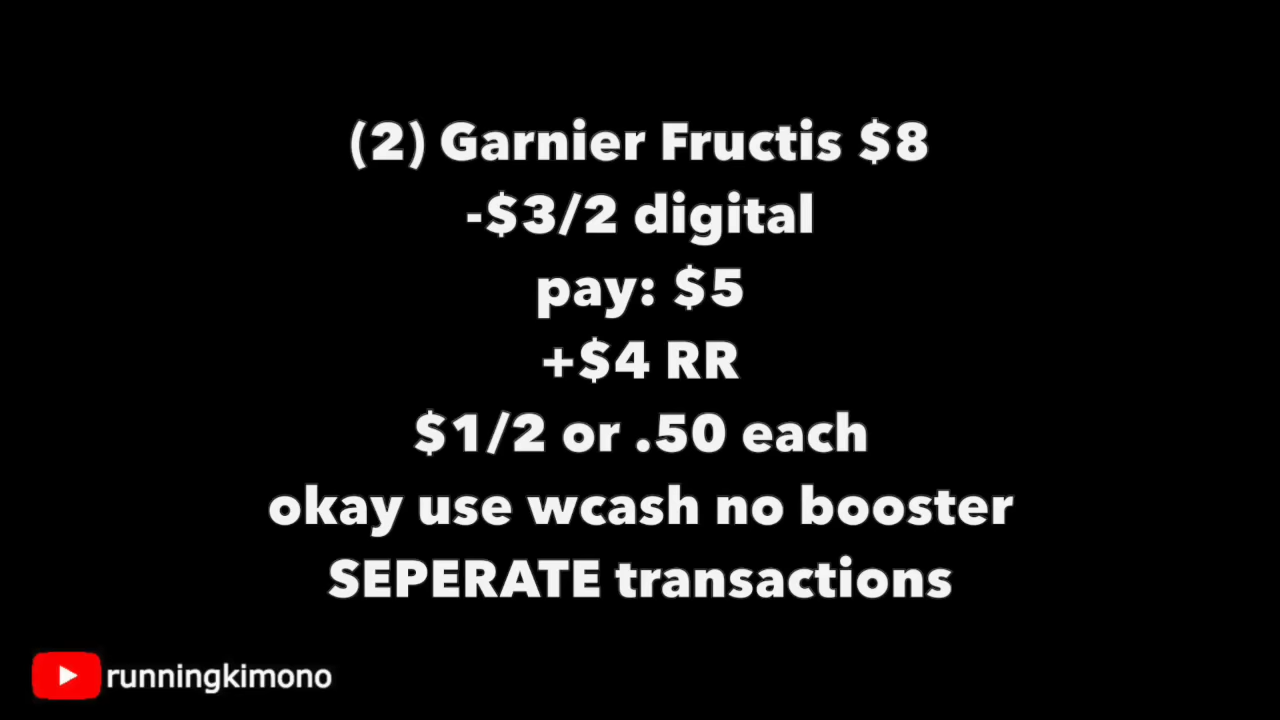 (2) Garnier Fructis $8
-$3/2 digital
pay: $5
+$4 RR
$1/2 or .50 each
okay use wcash no booster
SEPERATE transactions
runningkimono